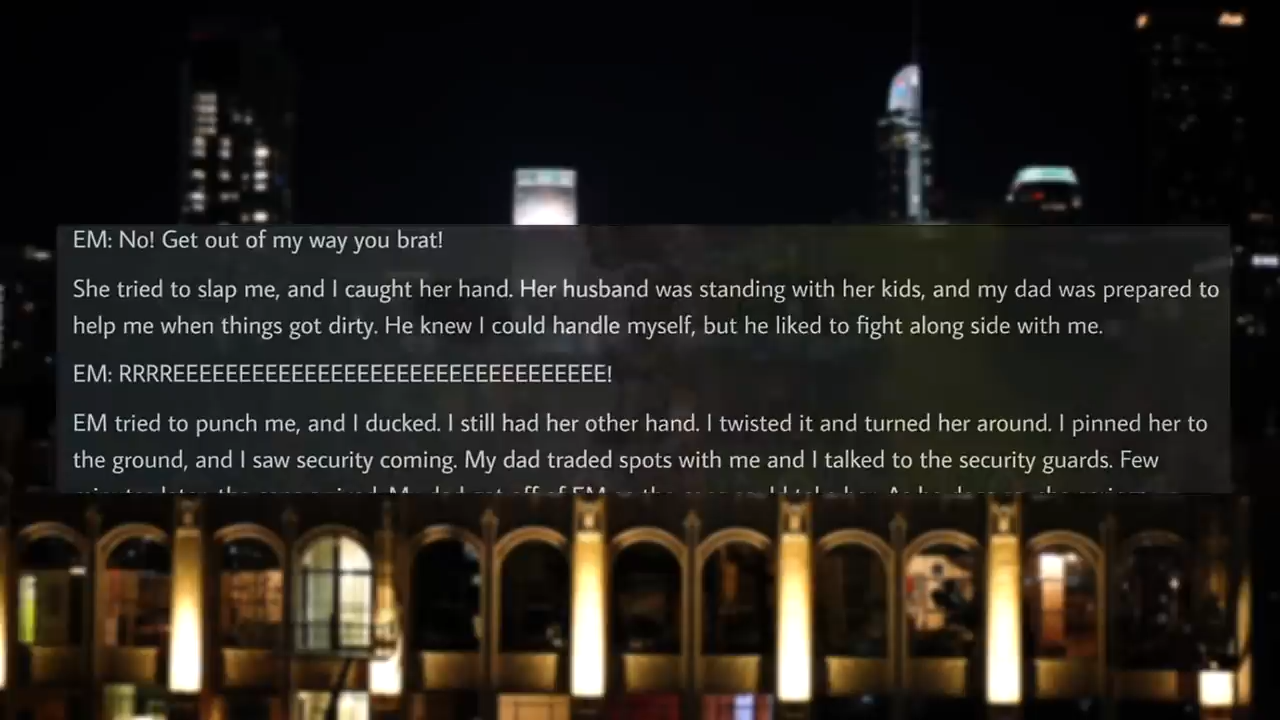 EM: No! Get out of my way you brat!
She tried to slap me, and I caught her hand. Her husband was standing with her kids, and my dad was prepared to
help me when things got dirty. He knew I could handle myself, but he liked to fight along side with me.
EM: RRRREEEEEEEEEEEEEEEEEEEEEEEEEEEEEEEEE!
EM tried to punch me, and I ducked. I still had her other hand. I twisted it and turned her around. I pinned her to
the ground, and I saw security coming. My dad traded spots with me and I talked to the security guards. Few